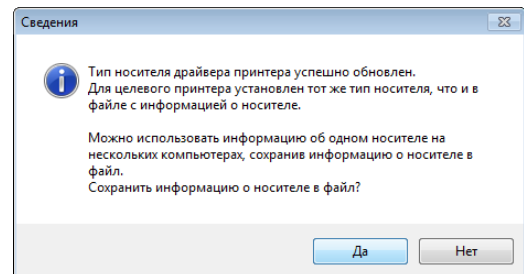 Сведения
Тип носителя драйвера принтера успешно обновлен.
Для целевого принтера установлен тот же тип носителя, что и в
файле с информацией о носителе.
Можно использовать информацию об одном носителе на
нескольких компьютерах, сохранив информацию о носителе в
файл.
Сохранить информацию о носителе в файл?
Да
Нет